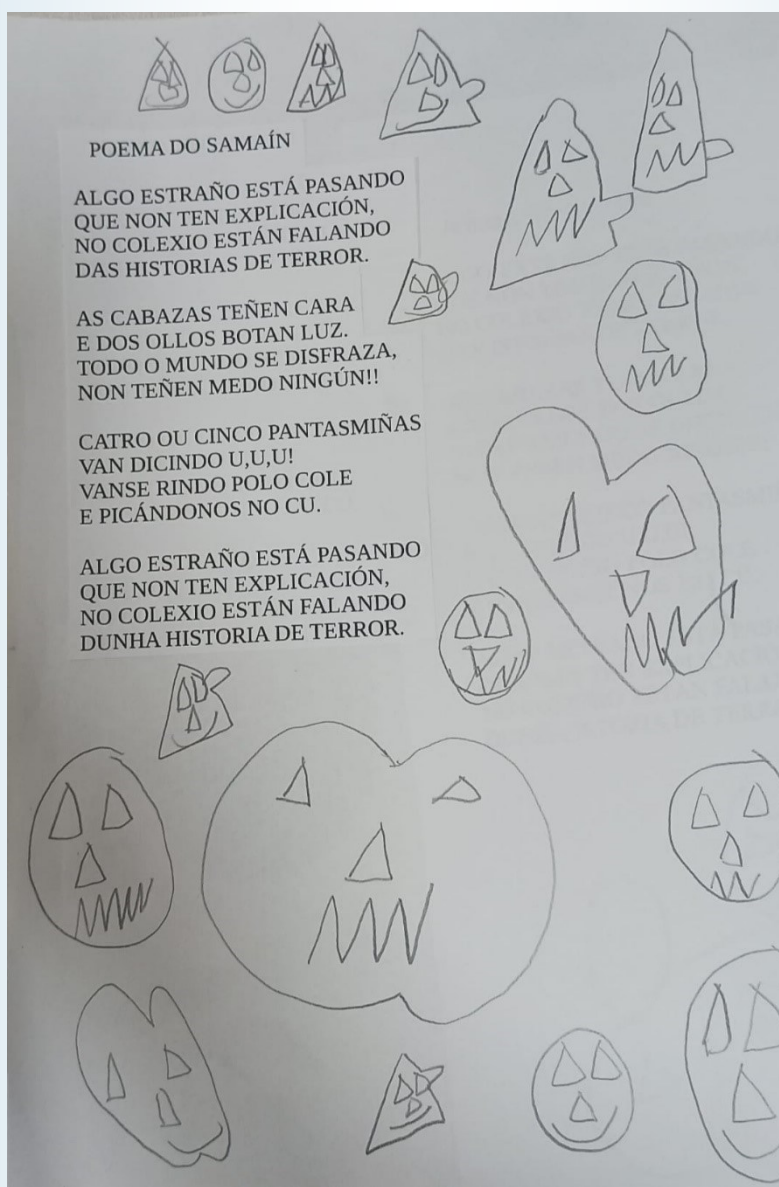 POEMA DO SAMAÍN
ALGO ESTRAÑO ESTÁ PASANDO
QUE NON TEN EXPLICACIÓN,
NO COLEXIO ESTÁN FALANDO
DAS HISTORIAS DE TERROR.
AS CABAZAS TEÑEN CARA
E DOS OLLOS BOTAN LUZ.
TODO O MUNDO SE DISFRAZA,
NON TEÑEN MEDO NINGÚN!!
CATRO OU CINCO PANTASMIÑAS
VAN DICINDO U,U,U!
VANSE RINDO POLO COLE
E PICÁNDONOS NO CU.
ALGO ESTRAÑO ESTÁ PASANDO
QUE NON TEN EXPLICACIÓN,
NO COLEXIO ESTÁN FALANDO
DUNHA HISTORIA DE TERROR.